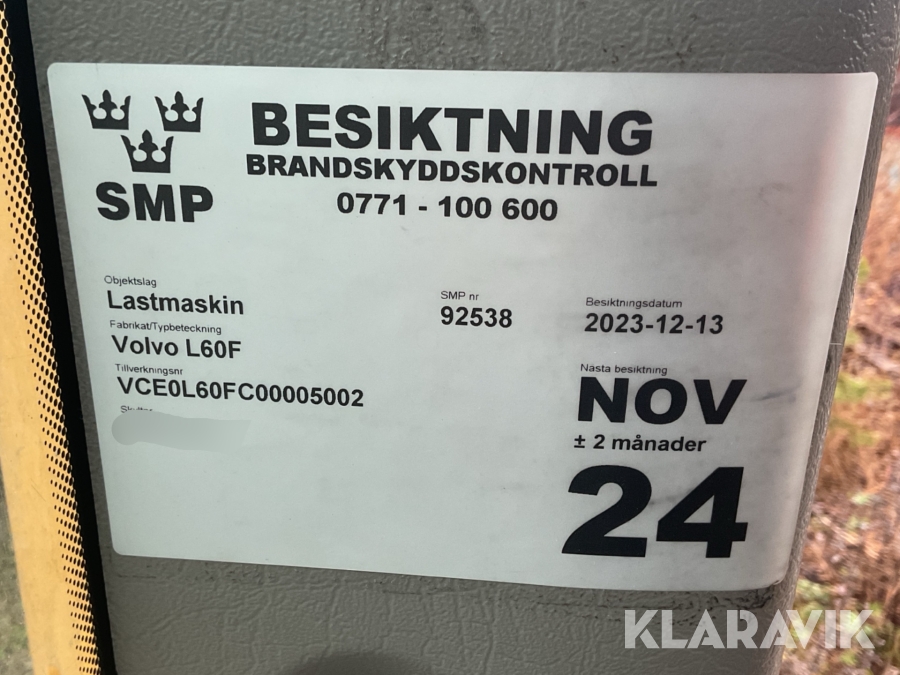 BESIKTNING
BRANDSKYDDSKONTROLL
0771 - 100 600
SMP
Objektslag
Lastmaskin
Fabrikat/Typbeteckning
Volvo L60F
Tillverkningsnr
VCE0L60FC00005002
SMP nr
92538
Besiktningsdatum
2023-12-13
Nästa besiktning
NOV
± 2 månader
24
KLARAVIK